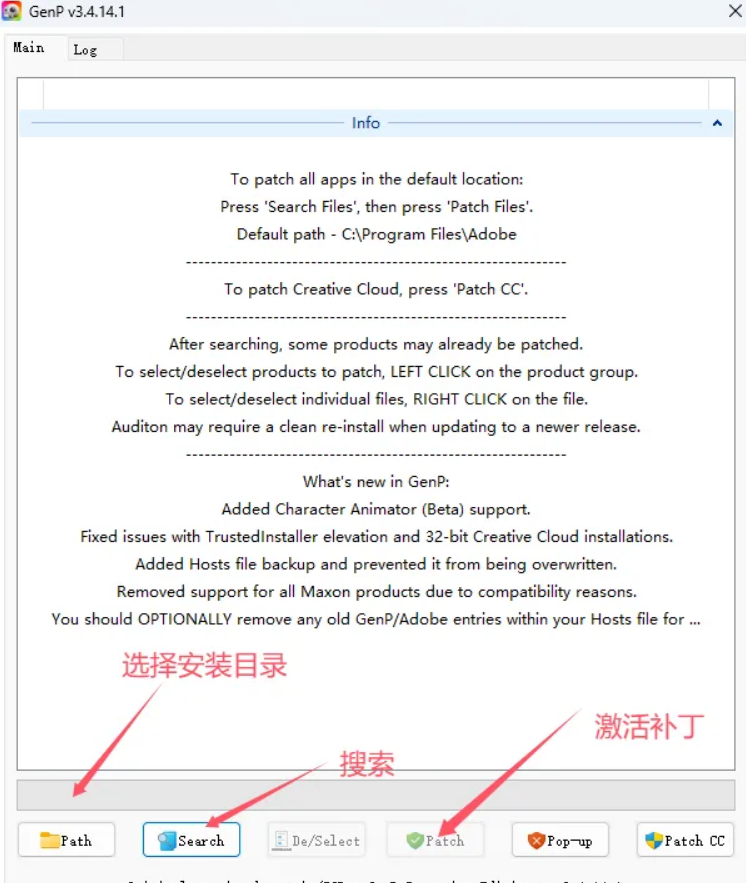 GenP v3.4.14.1
Main Log
Info
To patch all apps in the default location:
Press 'Search Files', then press 'Patch Files'.
Default path - C:\Program Files\Adobe
--------------------------------------------------------------
To patch Creative Cloud, press 'Patch CC'.
--------------------------------------------------------------
After searching, some products may already be patched.
To select/deselect products to patch, LEFT CLICK on the product group.
To select/deselect individual files, RIGHT CLICK on the file.
Auditon may require a clean re-install when updating to a newer release.
--------------------------------------------------------------
What's new in GenP:
Added Character Animator (Beta) support.
Fixed issues with TrustedInstaller elevation and 32-bit Creative Cloud installations.
Added Hosts file backup and prevented it from being overwritten.
Removed support for all Maxon products due to compatibility reasons.
You should OPTIONALLY remove any old GenP/Adobe entries within your Hosts file for ...
选择安装目录
激活补丁
搜索
Path Search De/Select Patch Pop-up Patch CC